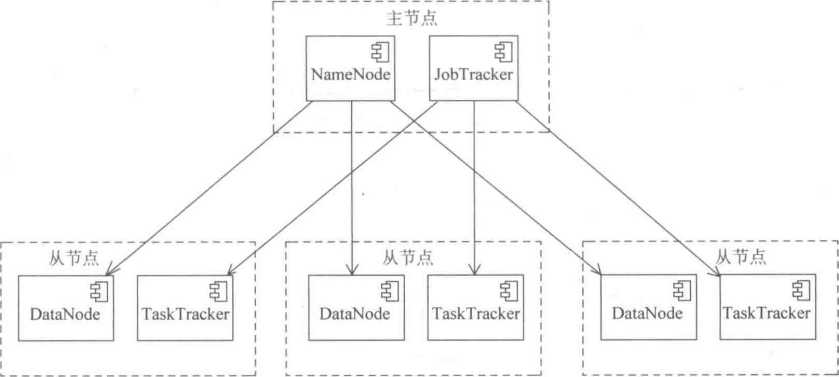 主节点
NameNode
JobTracker
从节点
从节点
从节点
DataNode
TaskTracker
DataNode
TaskTracker
DataNode
TaskTracker